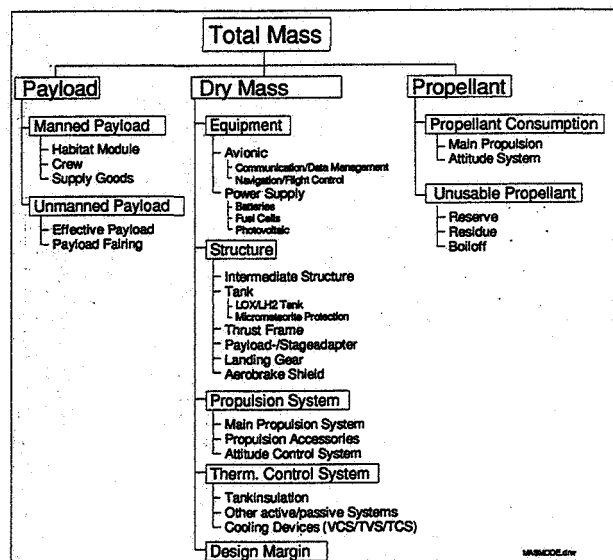 Total Mass
Payload
Manned Payload
Habitat Module
Crew
Supply Goods
Unmanned Payload
Effective Payload
Payload Fairing
Dry Mass
Equipment
Avionic
Communication/Data Management
Navigation/Flight Control
Power Supply
Batteries
Fuel Cells
Photovoltaic
Structure
Intermediate Structure
Tank
LOX/LH2 Tank
Micrometeorite Protection
Thrust Frame
Payload-/Stageadapter
Landing Gear
Aerobrake Shield
Propulsion System
Main Propulsion System
Propulsion Accessories
Attitude Control System
Therm. Control System
Tankinsulation
Other active/passive Systems
Cooling Devices (VCS/TVS/TCS)
Design Margin
Propellant
Propellant Consumption
Main Propulsion
Attitude System
Unusable Propellant
Reserve
Residue
Boiloff
MASMODE.drw